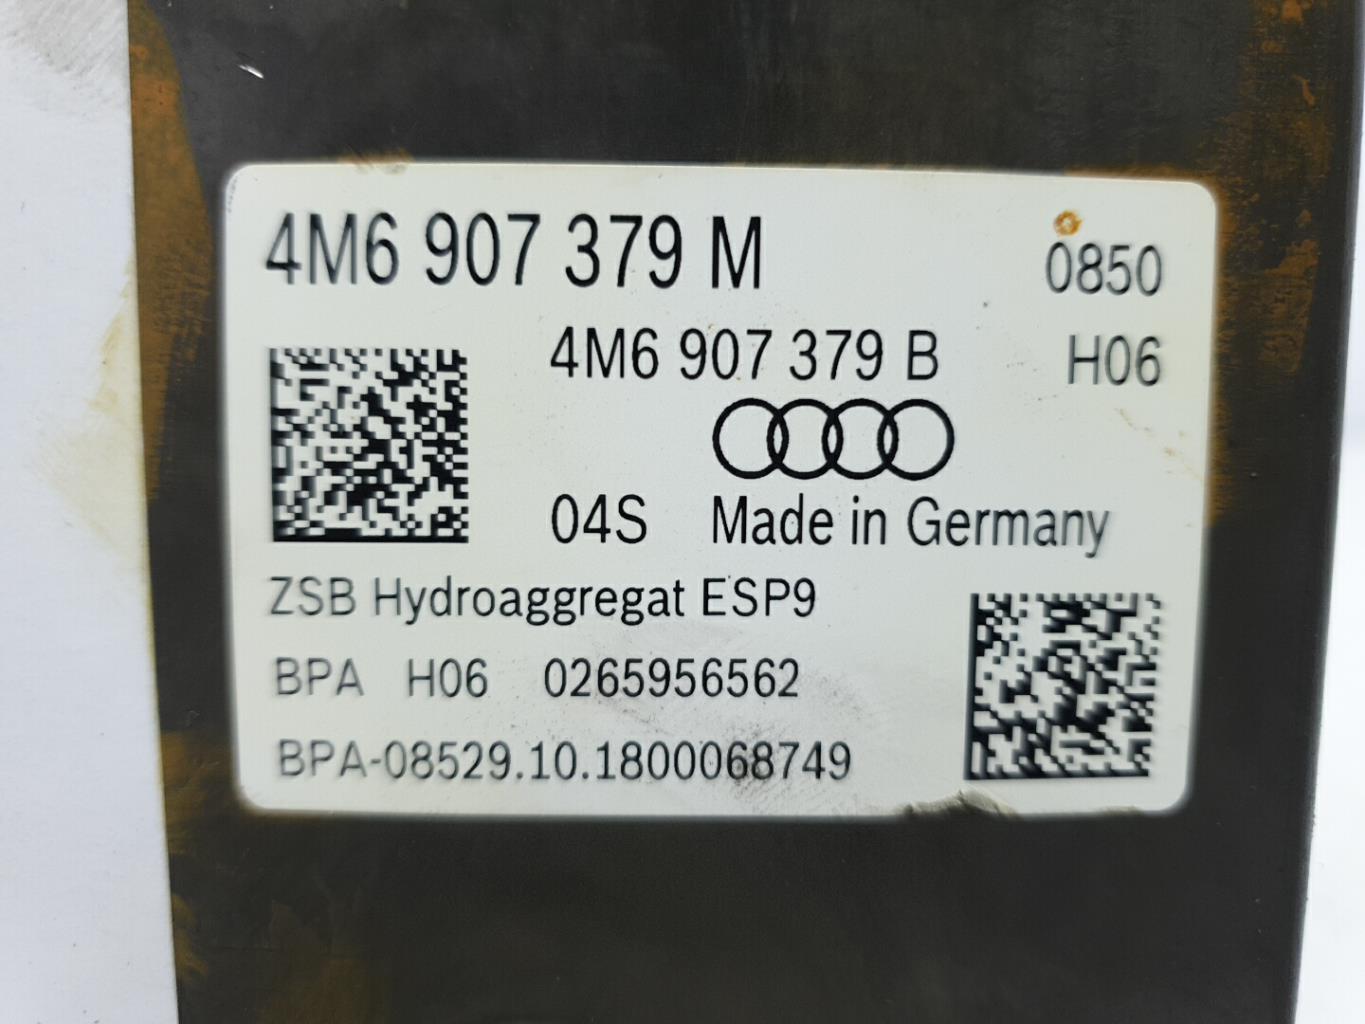 4M6 907 379 M 0850
4M6 907 379 B H06
04S Made in Germany
ZSB Hydroaggregat ESP9
BPA H06 0265956562
BPA-08529.10.1800068749